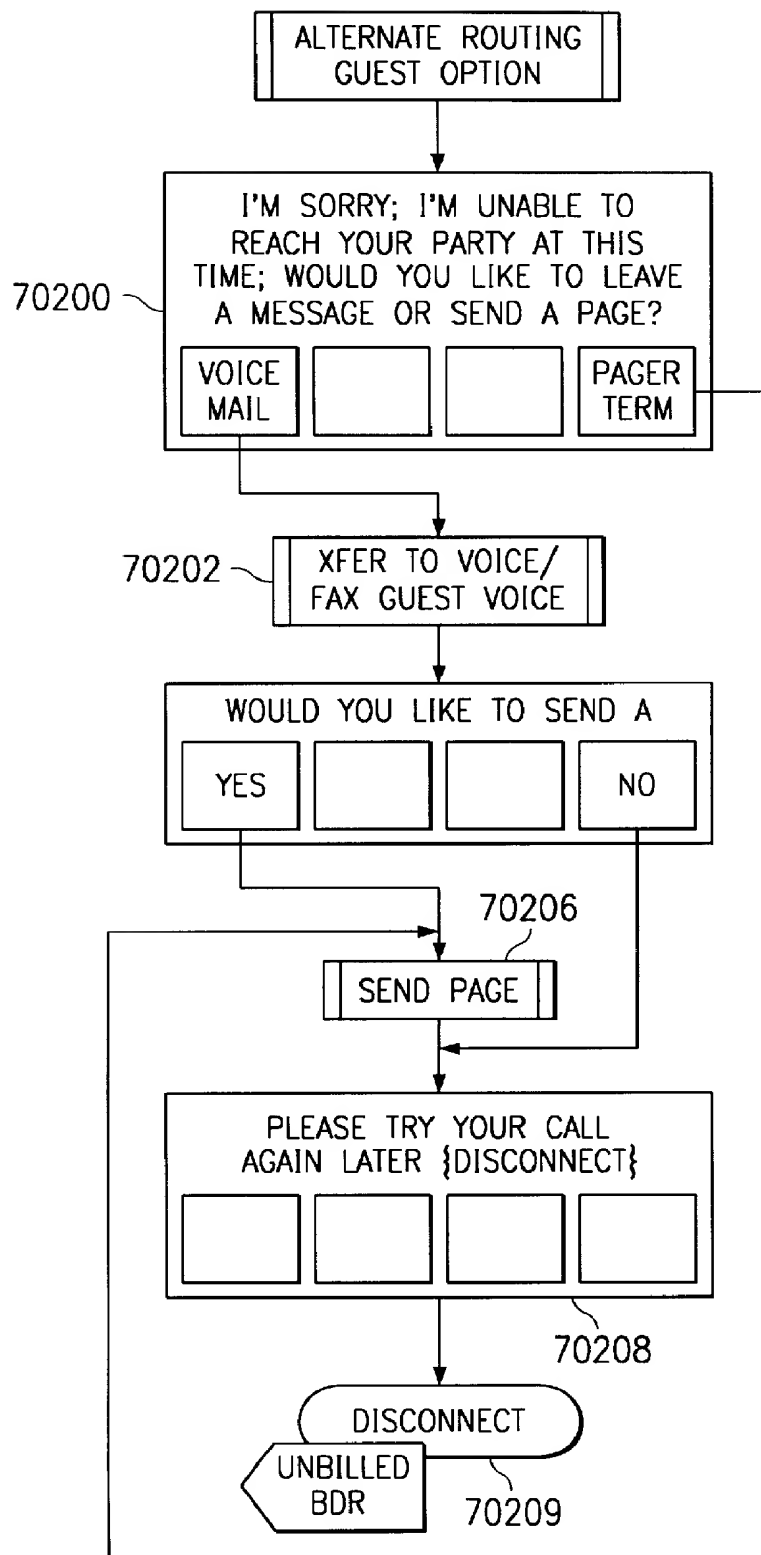 ALTERNATE ROUTING
GUEST OPTION
I'M SORRY; I'M UNABLE TO
REACH YOUR PARTY AT THIS
TIME; WOULD YOU LIKE TO LEAVE
A MESSAGE OR SEND A PAGE?
70200
VOICE
MAIL
PAGER
TERM
70202
XFER TO VOICE/
FAX GUEST VOICE
WOULD YOU LIKE TO SEND A
YES
NO
70206
SEND PAGE
PLEASE TRY YOUR CALL
AGAIN LATER {DISCONNECT}
70208
DISCONNECT
UNBILLED
BDR
70209